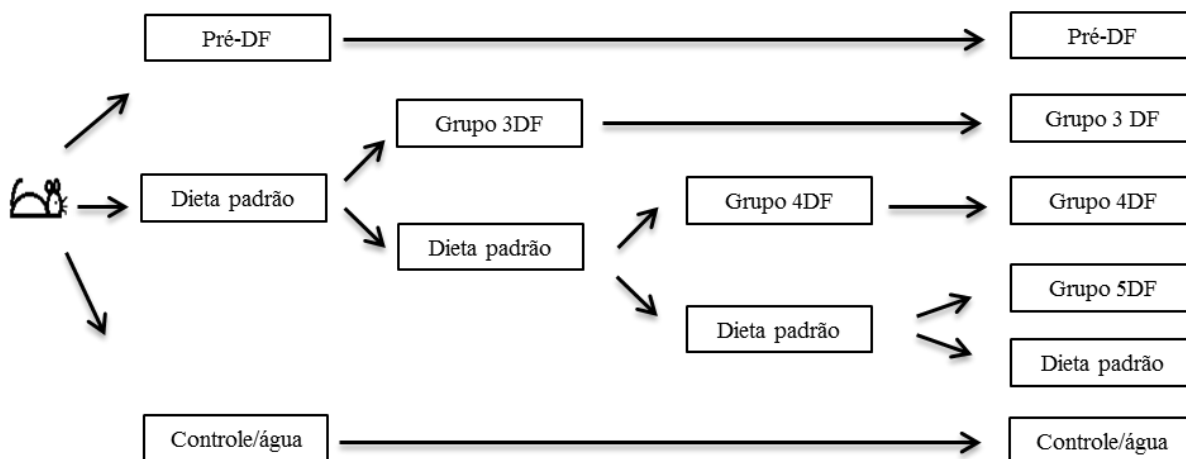 Pré-DF
Pré-DF
Grupo 3DF
Grupo 3 DF
Dieta padrão
Grupo 4DF
Grupo 4DF
Dieta padrão
Grupo 5DF
Dieta padrão
Dieta padrão
Controle/água
Controle/água